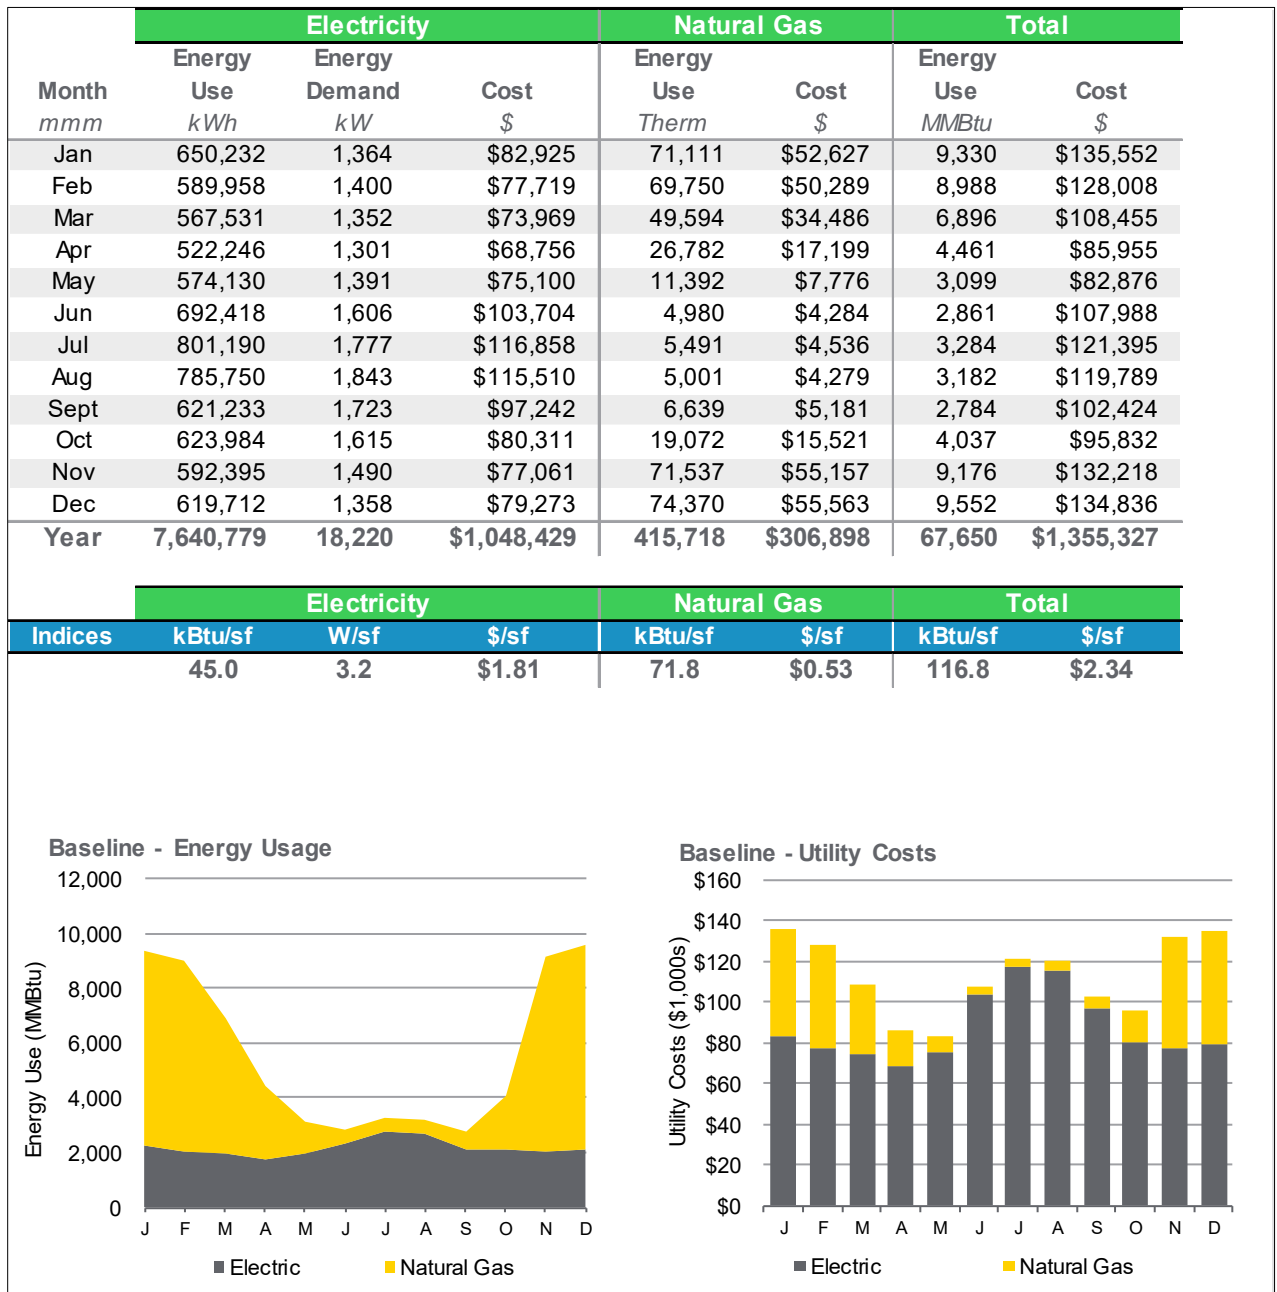 Electricity Natural Gas Total
Energy Energy Energy Energy
Month Use Demand Cost Use Cost Use Cost
mmm kWh kW $ Therm $ MMBtu $
Jan 650,232 1,364 $82,925 71,111 $52,627 9,330 $135,552
Feb 589,958 1,400 $77,719 69,750 $50,289 8,988 $128,008
Mar 567,531 1,352 $73,969 49,594 $34,486 6,896 $108,455
Apr 522,246 1,301 $68,756 26,782 $17,199 4,461 $85,955
May 574,130 1,391 $75,100 11,392 $7,776 3,099 $82,876
Jun 692,418 1,606 $103,704 4,980 $4,284 2,861 $107,988
Jul 801,190 1,777 $116,858 5,491 $4,536 3,284 $121,395
Aug 785,750 1,843 $115,510 5,001 $4,279 3,182 $119,789
Sept 621,233 1,723 $97,242 6,639 $5,181 2,784 $102,424
Oct 623,984 1,615 $80,311 19,072 $15,521 4,037 $95,832
Nov 592,395 1,490 $77,061 71,537 $55,157 9,176 $132,218
Dec 619,712 1,358 $79,273 74,370 $55,563 9,552 $134,836
Year 7,640,779 18,220 $1,048,429 415,718 $306,898 67,650 $1,355,327
Electricity Natural Gas Total
Indices kBtu/sf W/sf $/sf kBtu/sf $/sf kBtu/sf $/sf
45.0 3.2 $1.81 71.8 $0.53 116.8 $2.34
Baseline - Energy Usage
Energy Use (MMBtu)
12,000
10,000
8,000
6,000
4,000
2,000
0
J F M A M J J A S O N D
Electric Natural Gas
Baseline - Utility Costs
Utility Costs ($1,000s)
$160
$140
$120
$100
$80
$60
$40
$20
$0
J F M A M J J A S O N D
Electric Natural Gas